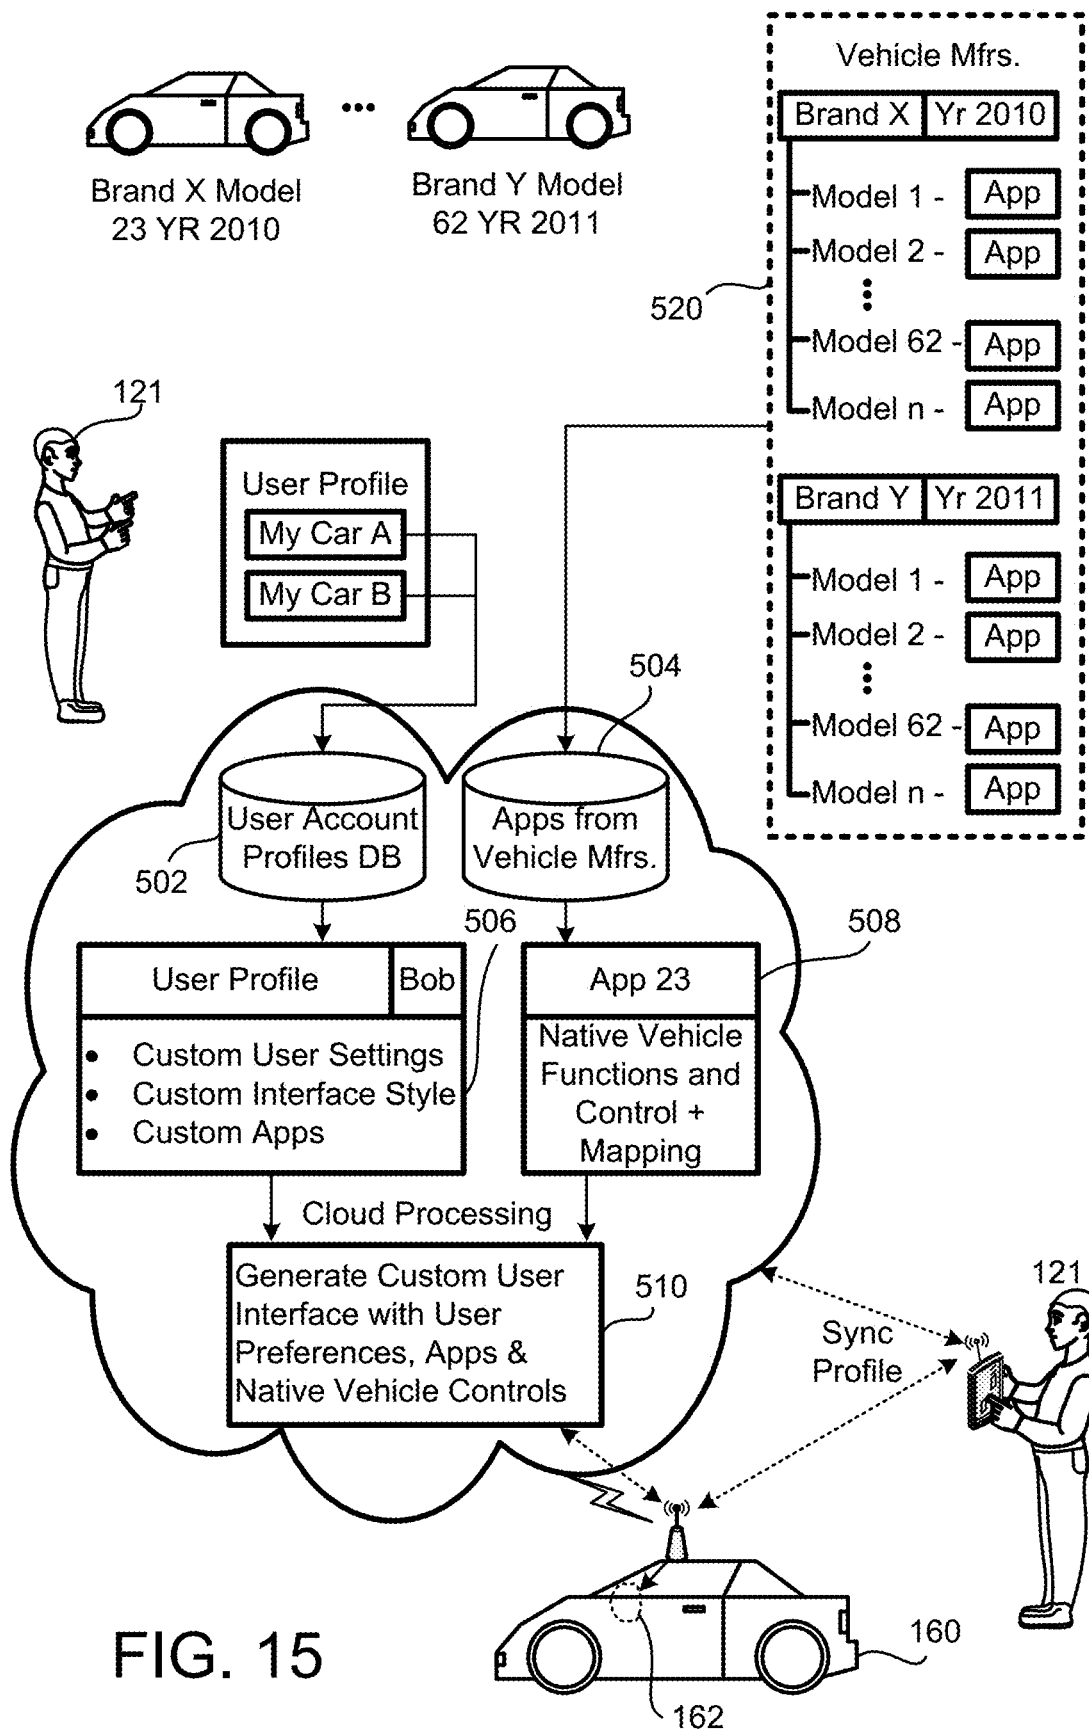 Vehicle Mfrs.
Brand X Yr 2010
Model 1 - App
Model 2 - App
Model 62 - App
Model n - App
Brand Y Yr 2011
Model 1 - App
Model 2 - App
Model 62 - App
Model n - App
520
Brand X Model
23 YR 2010
...
Brand Y Model
62 YR 2011
121
User Profile
My Car A
My Car B
504
User Account
Profiles DB
502
Apps from
Vehicle Mfrs.
506
508
User Profile Bob
• Custom User Settings
• Custom Interface Style
• Custom Apps
App 23
Native Vehicle
Functions and
Control +
Mapping
Cloud Processing
Generate Custom User
Interface with User
Preferences, Apps &
Native Vehicle Controls
510
121
Sync
Profile
160
162
FIG. 15